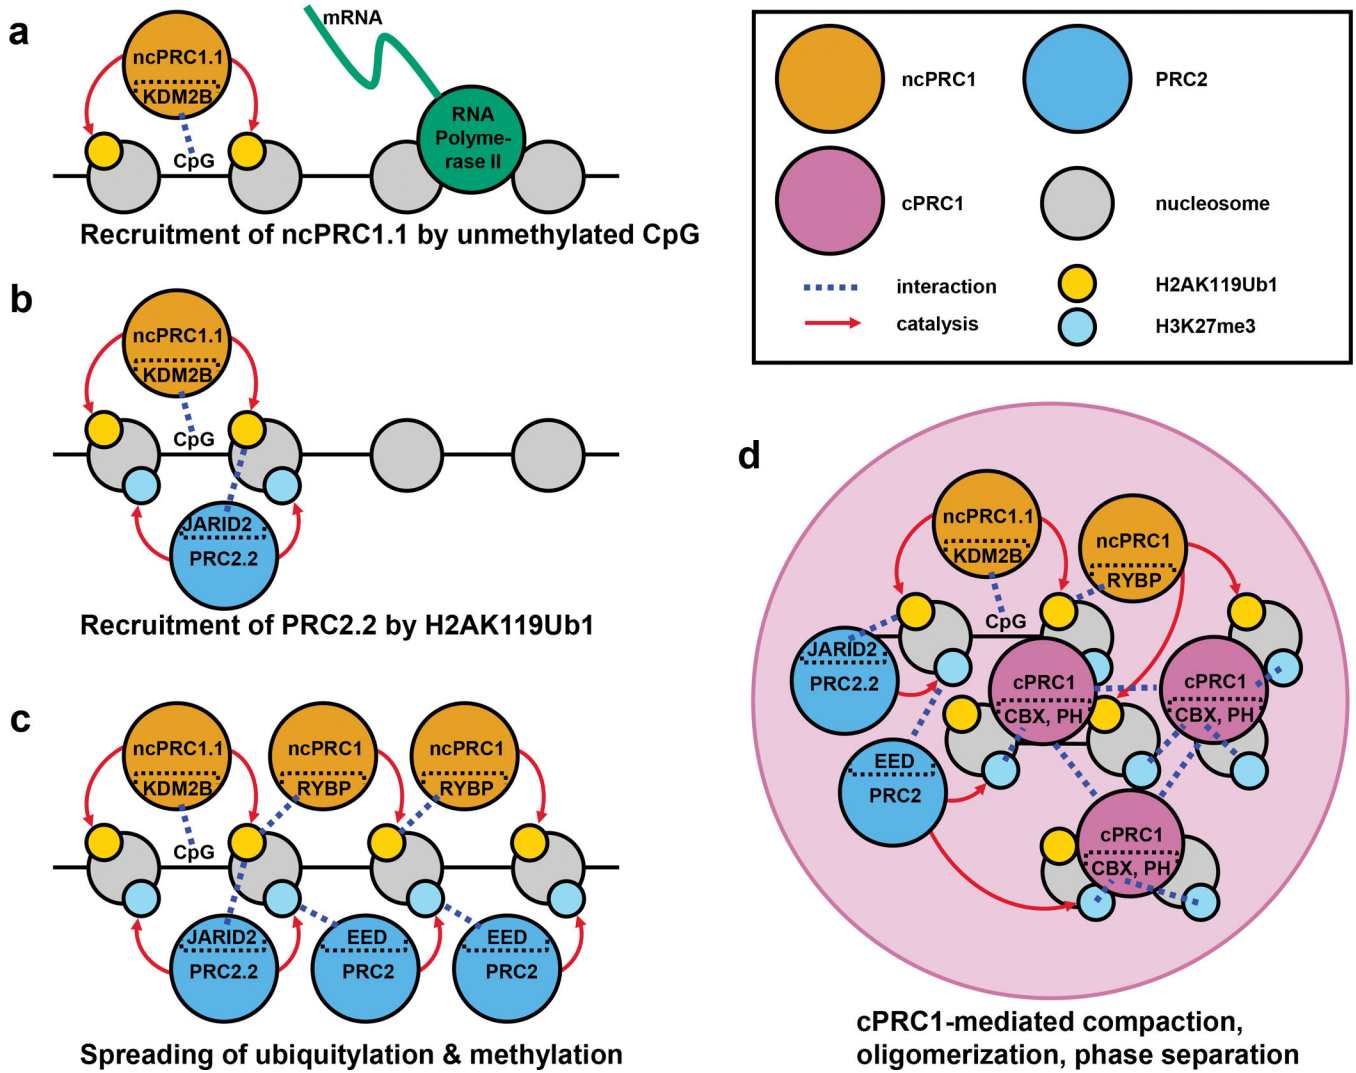 a
ncPRC1.1
KDM2B
CpG
mRNA
RNA
Polyme-
rase II
Recruitment of ncPRC1.1 by unmethylated CpG
ncPRC1
PRC2
cPRC1
nucleosome
interaction
H2AK119Ub1
catalysis
H3K27me3
b
ncPRC1.1
KDM2B
CpG
JARID2
PRC2.2
Recruitment of PRC2.2 by H2AK119Ub1
c
ncPRC1.1
KDM2B
ncPRC1
RYBP
ncPRC1
RYBP
CpG
JARID2
PRC2.2
EED
PRC2
EED
PRC2
Spreading of ubiquitylation & methylation
d
ncPRC1.1
KDM2B
ncPRC1
RYBP
CpG
JARID2
PRC2.2
cPRC1
CBX, PH
cPRC1
CBX, PH
EED
PRC2
cPRC1
CBX, PH
cPRC1-mediated compaction,
oligomerization, phase separation